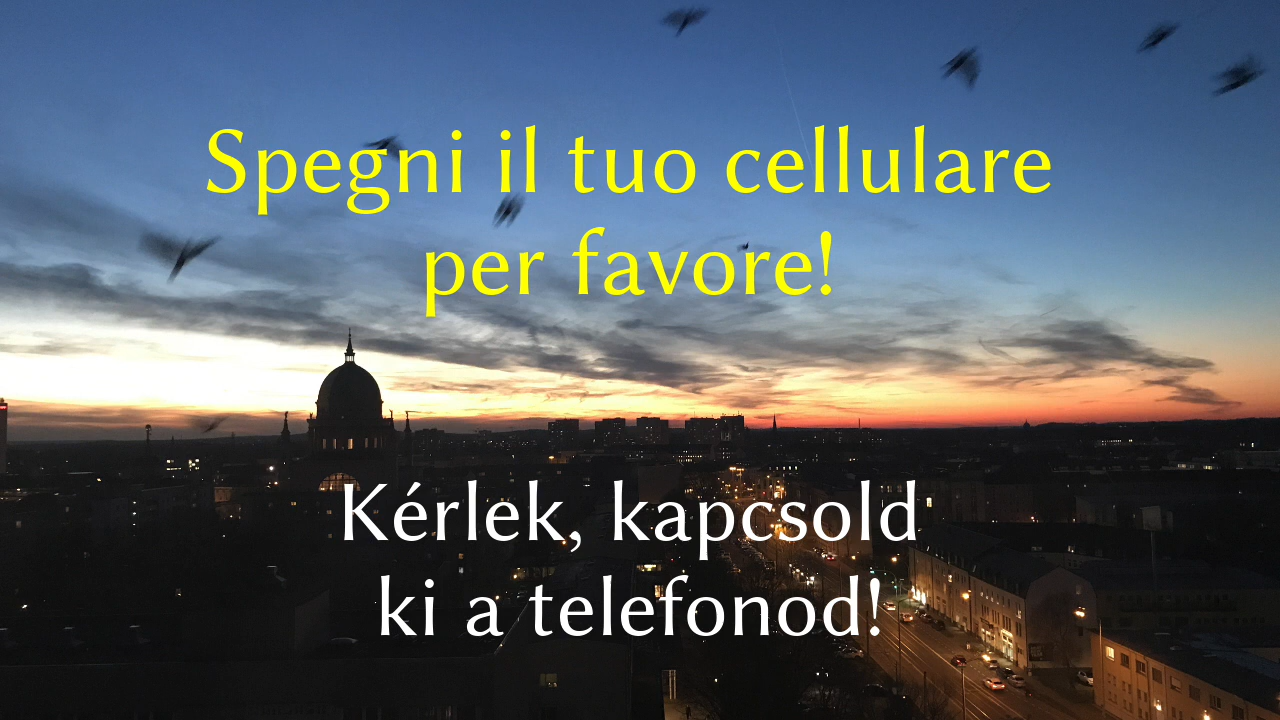 Spegni il tuo cellulare
per favore!
Kérlek, kapcsold
ki a telefonod!